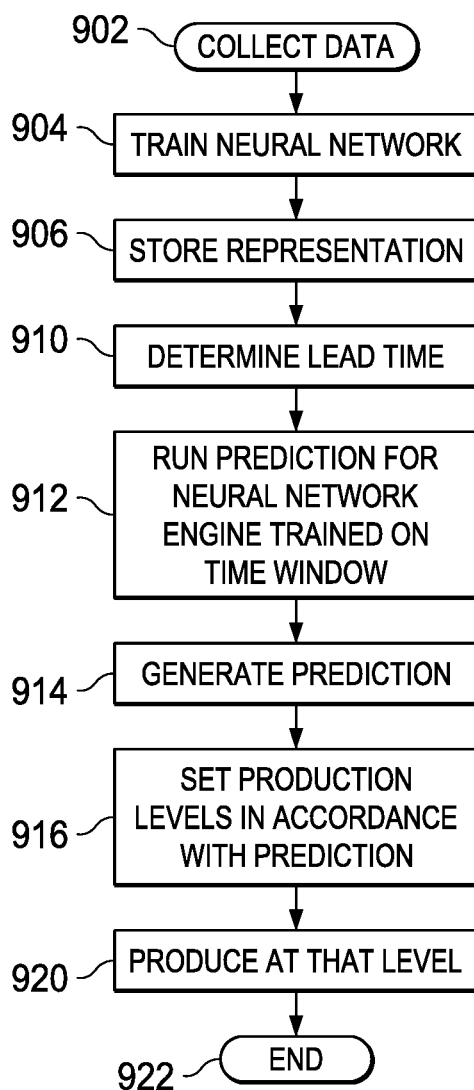 902
COLLECT DATA
904
TRAIN NEURAL NETWORK
906
STORE REPRESENTATION
910
DETERMINE LEAD TIME
912
RUN PREDICTION FOR
NEURAL NETWORK
ENGINE TRAINED ON
TIME WINDOW
914
GENERATE PREDICTION
916
SET PRODUCTION
LEVELS IN ACCORDANCE
WITH PREDICTION
920
PRODUCE AT THAT LEVEL
922
END